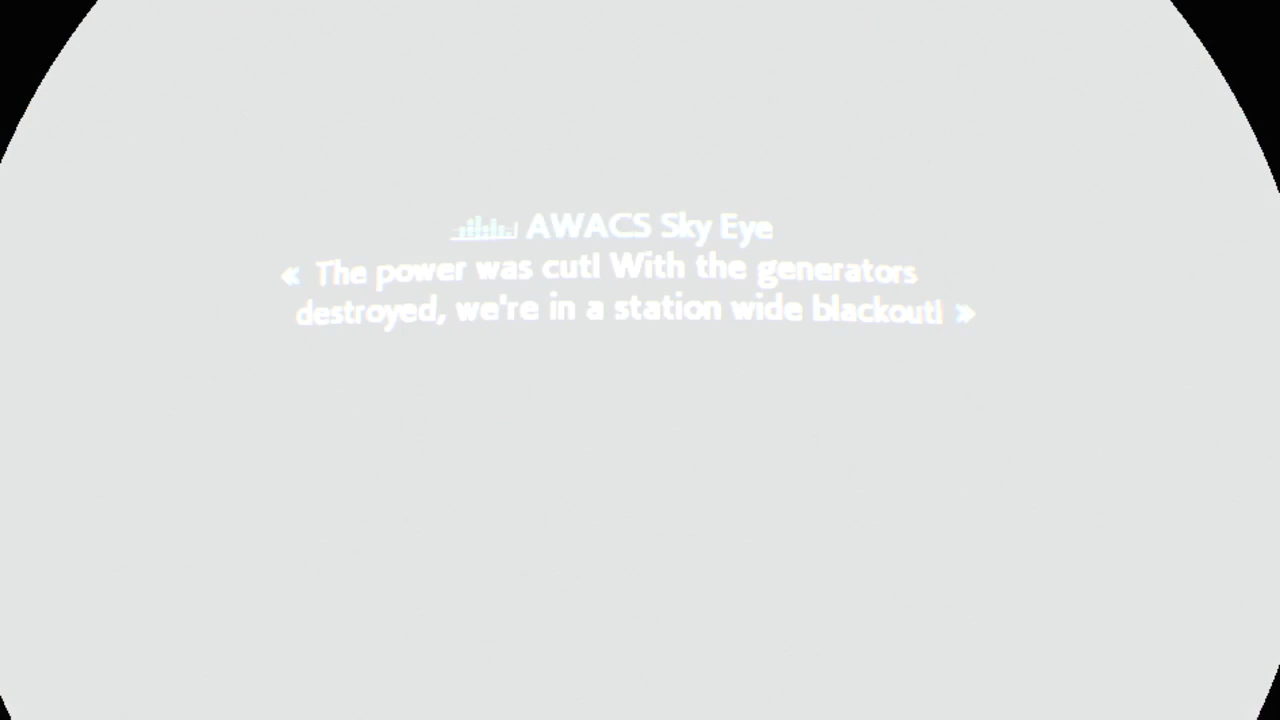 AWACS Sky Eye
« The power was cut! With the generators
destroyed, we're in a station wide blackout! »